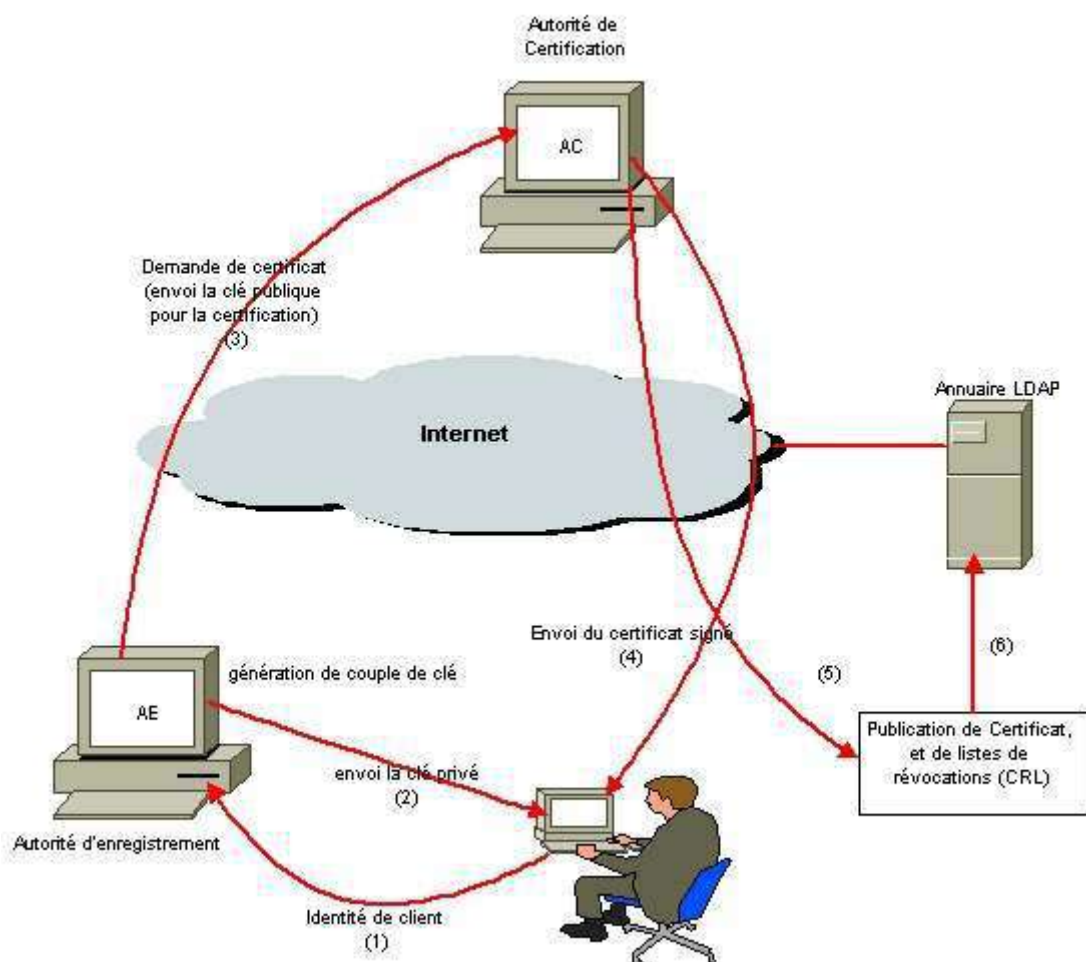 Autorité de
Certification
AC
Demande de certificat
(envoi la clé publique
pour la certification)
(3)
Annuaire LDAP
Internet
Envoi du certificat signé
(4)
(5)
(6)
génération de couple de clé
AE
Publication de Certificat,
et de listes de
révocations (CRL)
envoi la clé privé
(2)
Autorité d'enregistrement
Identité de client
(1)